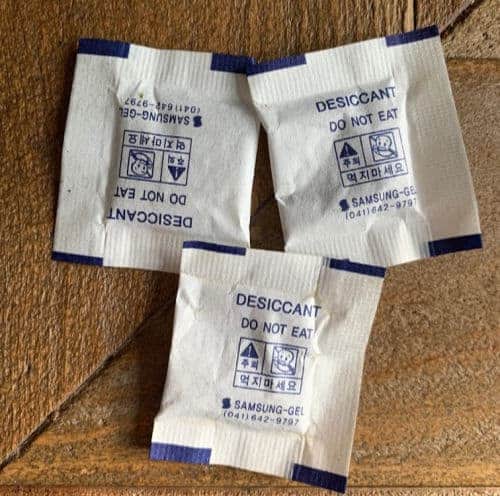 DESICCANT
DO NOT EAT
주의
먹지마세요
SAMSUNG-GEL
(041)642-9797
DESICCANT
DO NOT EAT
주의
먹지마세요
SAMSUNG-GEL
(041)642-9797
DESICCANT
DO NOT EAT
주의
먹지마세요
SAMSUNG-GEL
(041)642-9797